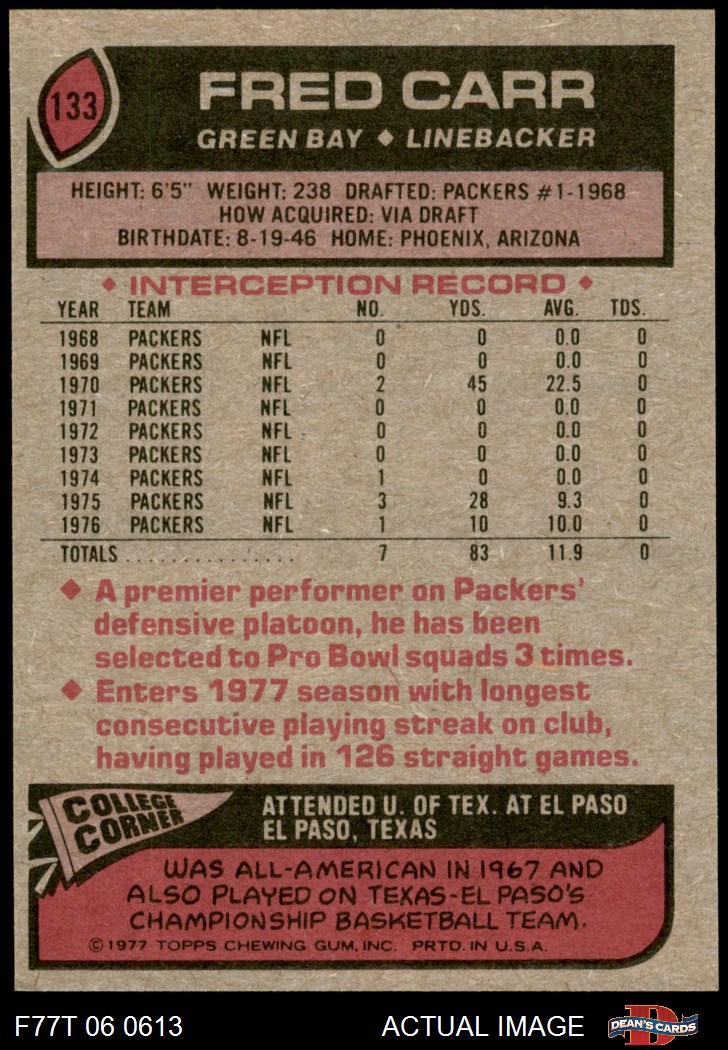 133
FRED CARR
GREEN BAY ◆ LINEBACKER
HEIGHT: 6'5" WEIGHT: 238 DRAFTED: PACKERS #1-1968
HOW ACQUIRED: VIA DRAFT
BIRTHDATE: 8-19-46 HOME: PHOENIX, ARIZONA
◆ INTERCEPTION RECORD ◆
YEAR TEAM NO. YDS. AVG. TDS.
1968 PACKERS NFL 0 0 0.0 0
1969 PACKERS NFL 0 0 0.0 0
1970 PACKERS NFL 2 45 22.5 0
1971 PACKERS NFL 0 0 0.0 0
1972 PACKERS NFL 0 0 0.0 0
1973 PACKERS NFL 0 0 0.0 0
1974 PACKERS NFL 1 0 0.0 0
1975 PACKERS NFL 3 28 9.3 0
1976 PACKERS NFL 1 10 10.0 0
TOTALS ................ 7 83 11.9 0
◆ A premier performer on Packers'
defensive platoon, he has been
selected to Pro Bowl squads 3 times.
◆ Enters 1977 season with longest
consecutive playing streak on club,
having played in 126 straight games.
COLLEGE
CORNER
ATTENDED U. OF TEX. AT EL PASO
EL PASO, TEXAS
WAS ALL-AMERICAN IN 1967 AND
ALSO PLAYED ON TEXAS-EL PASO'S
CHAMPIONSHIP BASKETBALL TEAM.
© 1977 TOPPS CHEWING GUM, INC. PRTD. IN U.S.A.
F77T 06 0613 ACTUAL IMAGE
D
DEAN'S CARDS